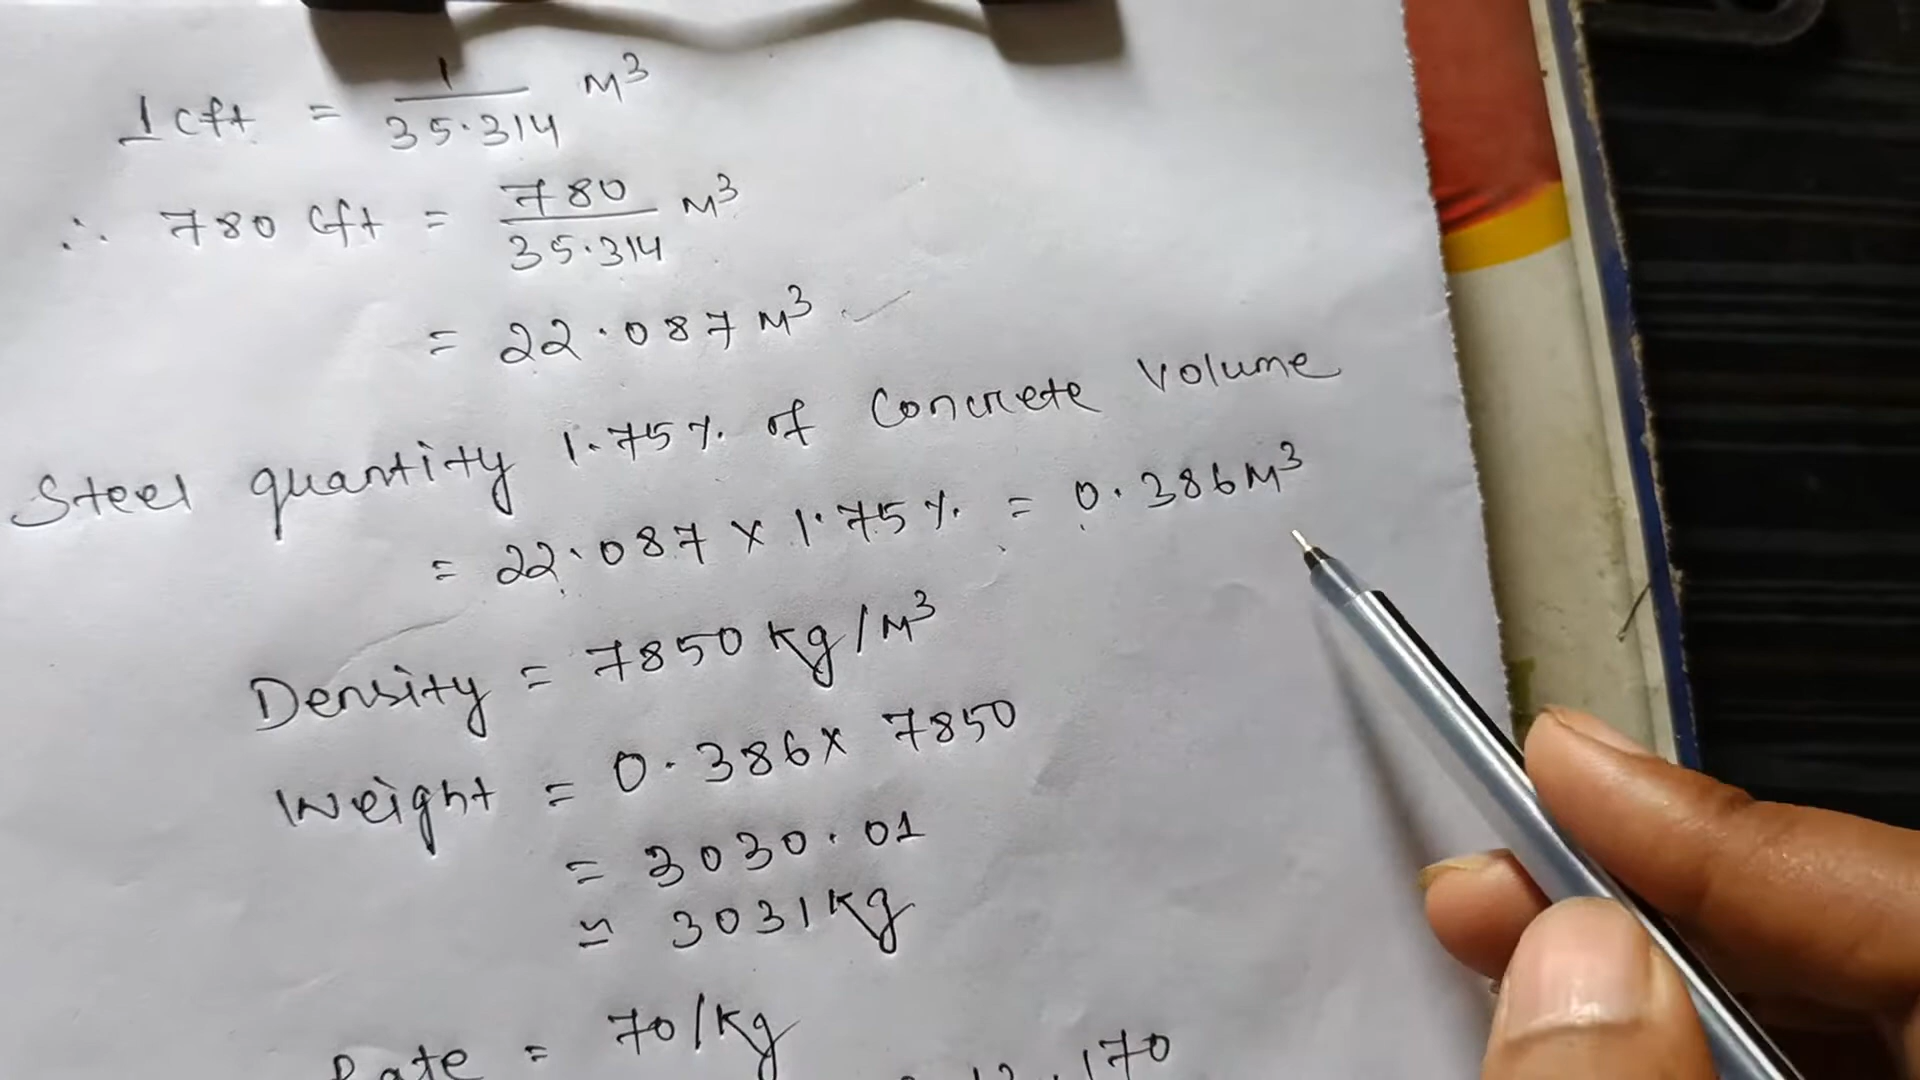 1 cft = 1/35.314 M³
∴ 780 cft = 780/35.314 M³
= 22.087 M³
Steel quantity 1.75% of Concrete Volume
= 22.087 × 1.75% = 0.386 M³
Density = 7850 kg/M³
Weight = 0.386 × 7850
= 3030.01
≃ 3031 kg
Rate = 70/kg
170